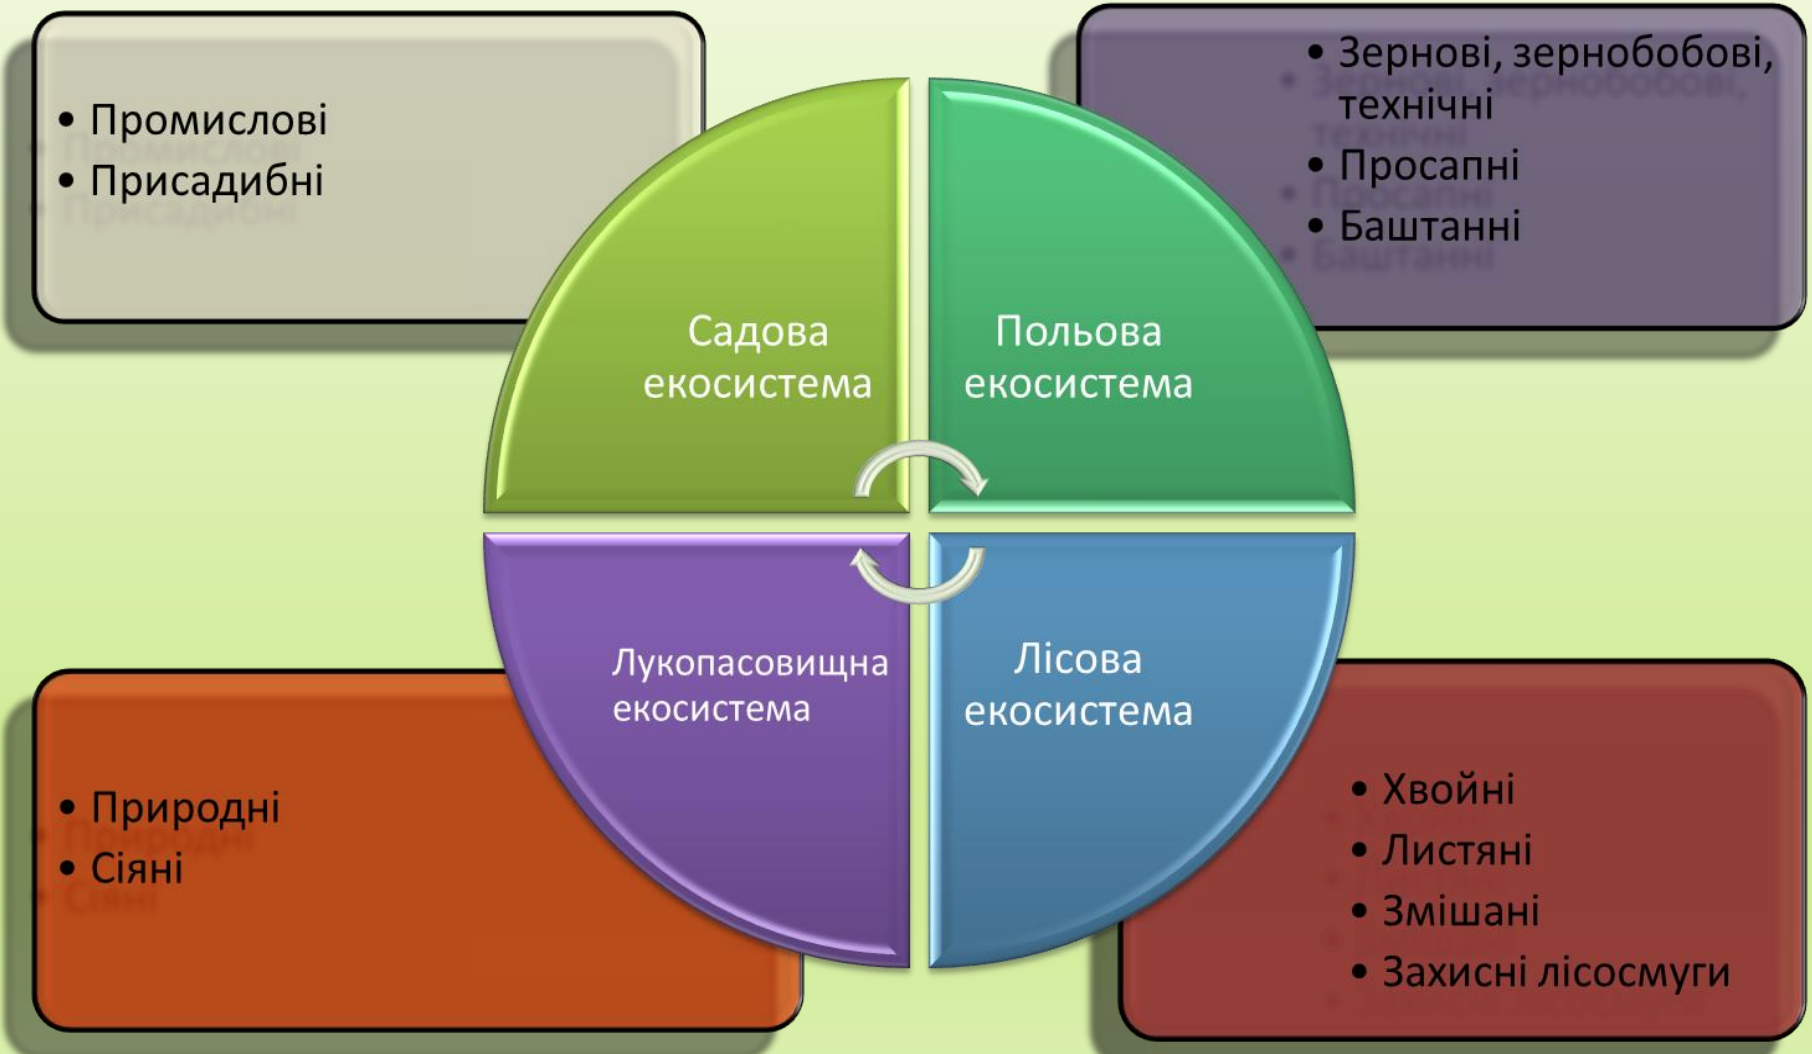 • Промислові
• Присадибні
• Зернові, зернобобові,
технічні
• Просапні
• Баштанні
Садова
екосистема
Польова
екосистема
Лукопасовищна
екосистема
Лісова
екосистема
• Природні
• Сіяні
• Хвойні
• Листяні
• Змішані
• Захисні лісосмуги